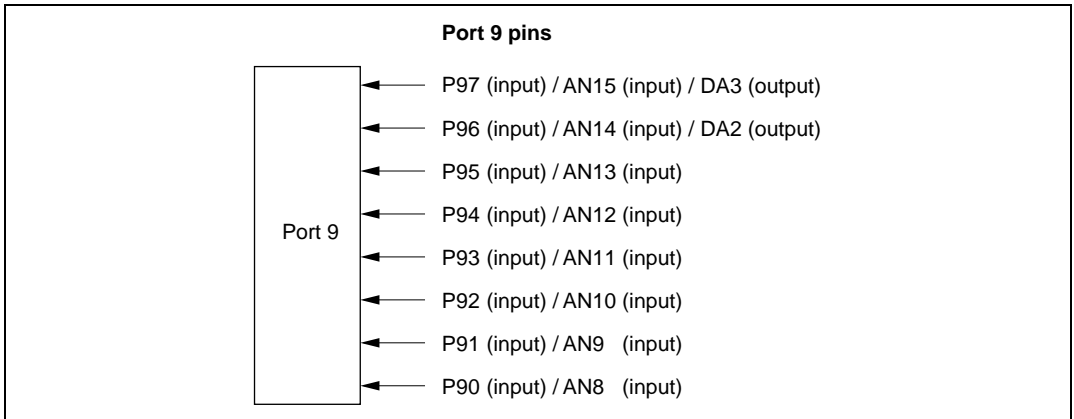 Port 9 pins
P97 (input) / AN15 (input) / DA3 (output)
P96 (input) / AN14 (input) / DA2 (output)
P95 (input) / AN13 (input)
P94 (input) / AN12 (input)
Port 9
P93 (input) / AN11 (input)
P92 (input) / AN10 (input)
P91 (input) / AN9 (input)
P90 (input) / AN8 (input)